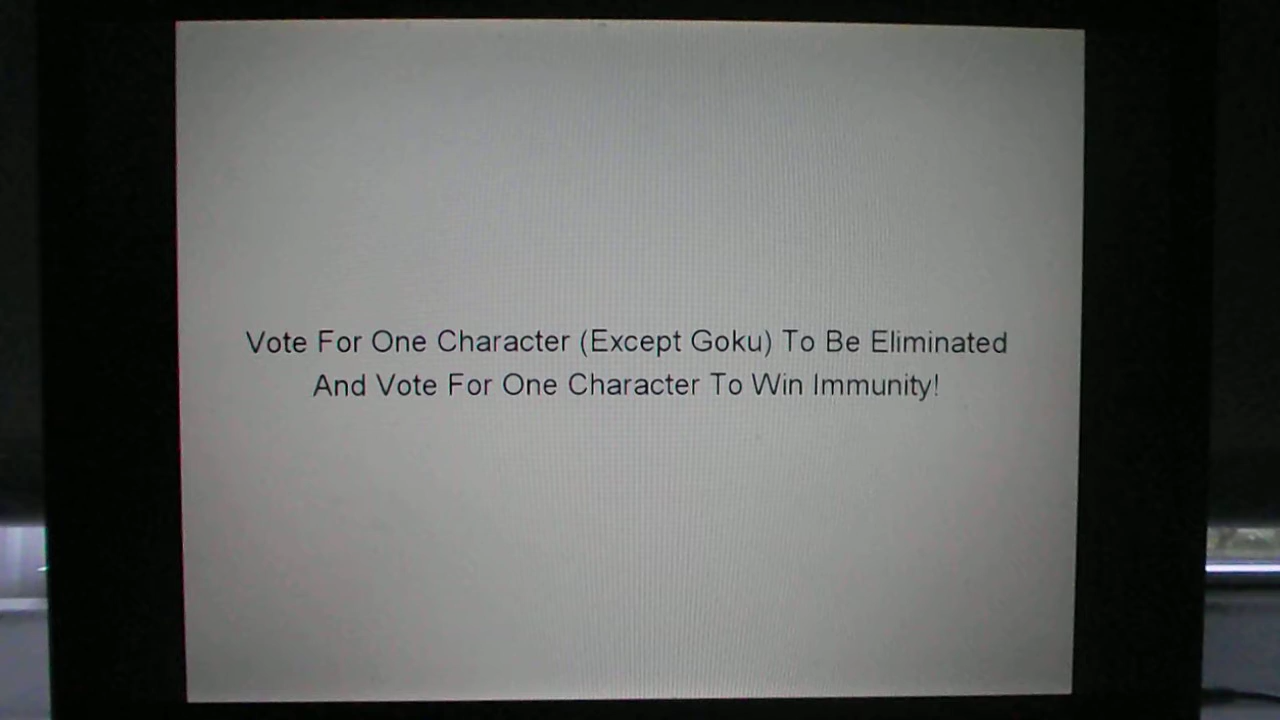 Vote For One Character (Except Goku) To Be Eliminated
And Vote For One Character To Win Immunity!